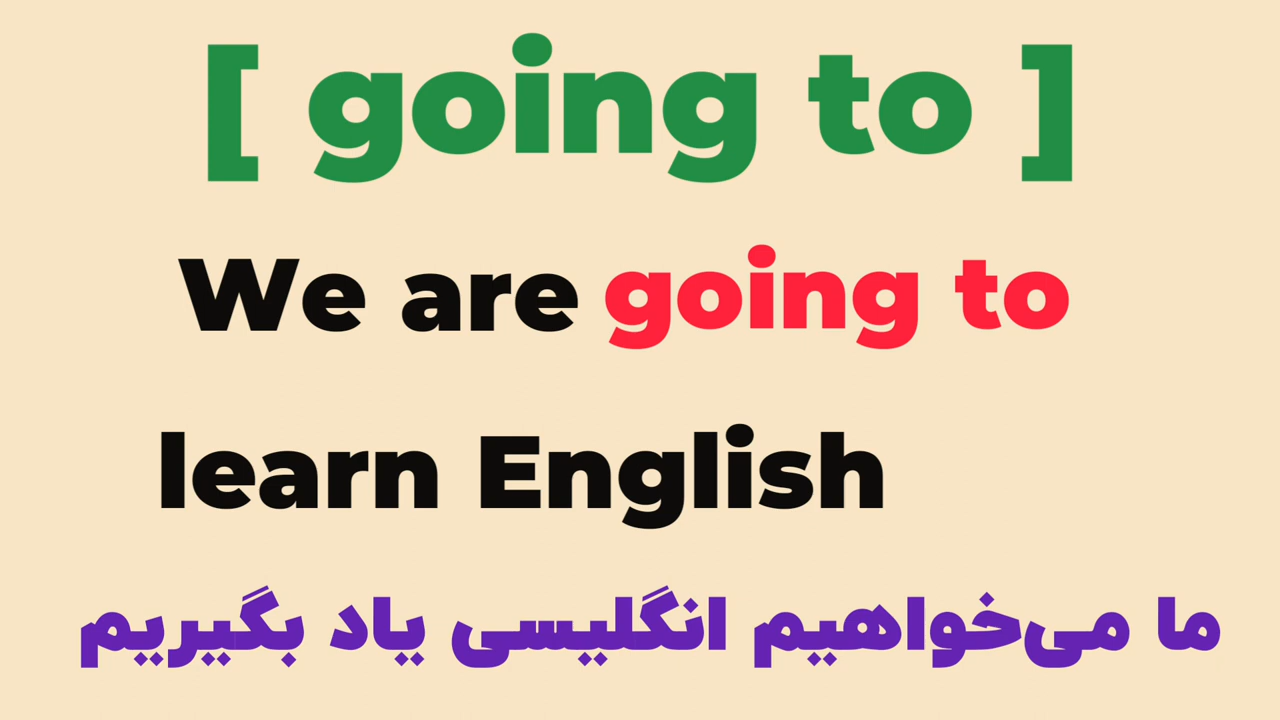 [ going to ]
We are going to
learn English
ما می‌خواهیم انگلیسی یاد بگیریم